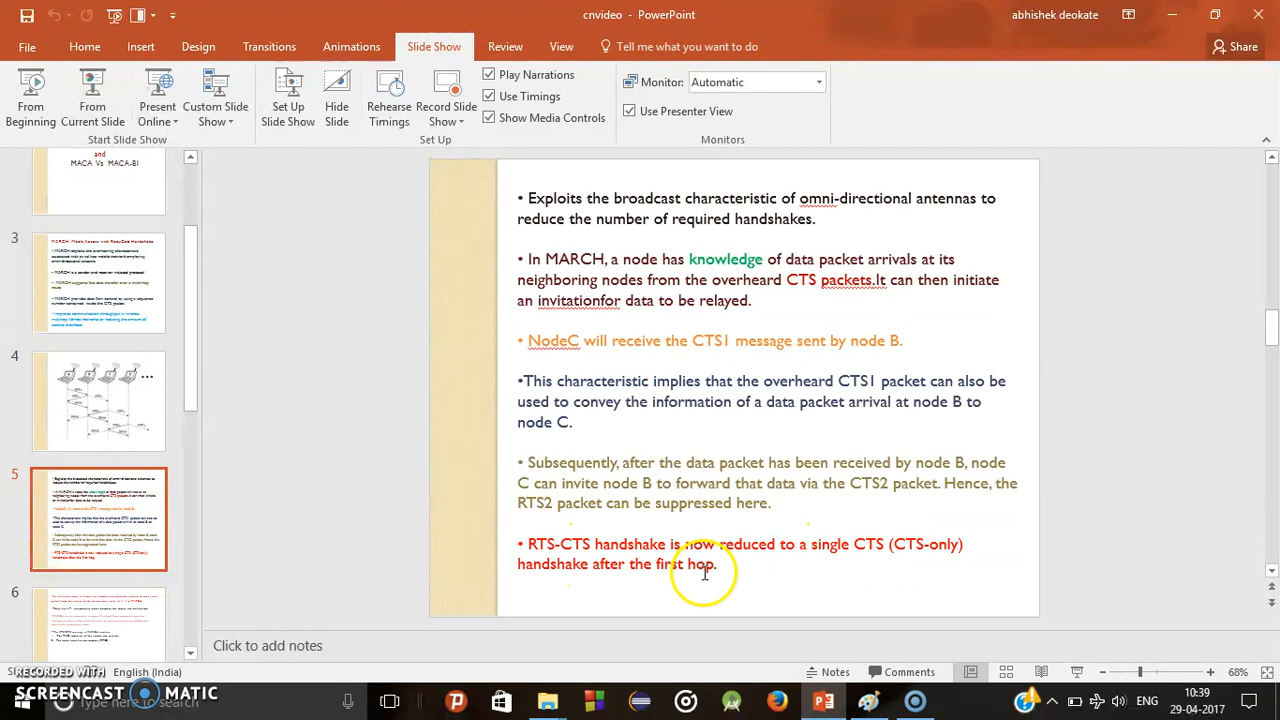 cnvideo - PowerPoint
abhishek deokate
File Home Insert Design Transitions Animations Slide Show Review View Tell me what you want to do Share
From Beginning
From Current Slide
Present Online
Custom Slide Show
Set Up Slide Show
Hide Slide
Rehearse Timings
Record Slide Show
Play Narrations
Use Timings
Show Media Controls
Monitor: Automatic
Use Presenter View
Start Slide Show
Set Up
Monitors
and
MACA Vs MACA-BI
3
4
5
6
• Exploits the broadcast characteristic of omni-directional antennas to
reduce the number of required handshakes.
• In MARCH, a node has knowledge of data packet arrivals at its
neighboring nodes from the overheard CTS packets.It can then initiate
an invitationfor data to be relayed.
• NodeC will receive the CTS1 message sent by node B.
•This characteristic implies that the overheard CTS1 packet can also be
used to convey the information of a data packet arrival at node B to
node C.
• Subsequently, after the data packet has been received by node B, node
C can invite node B to forward that data via the CTS2 packet. Hence, the
RTS2 packet can be suppressed here.
• RTS-CTS handshake is now reduced to a single CTS (CTS-only)
handshake after the first hop.
Click to add notes
English (India)
Notes
Comments
68%
RECORDED WITH
SCREENCAST MATIC
Type here to search
ENG
10:39
29-04-2017